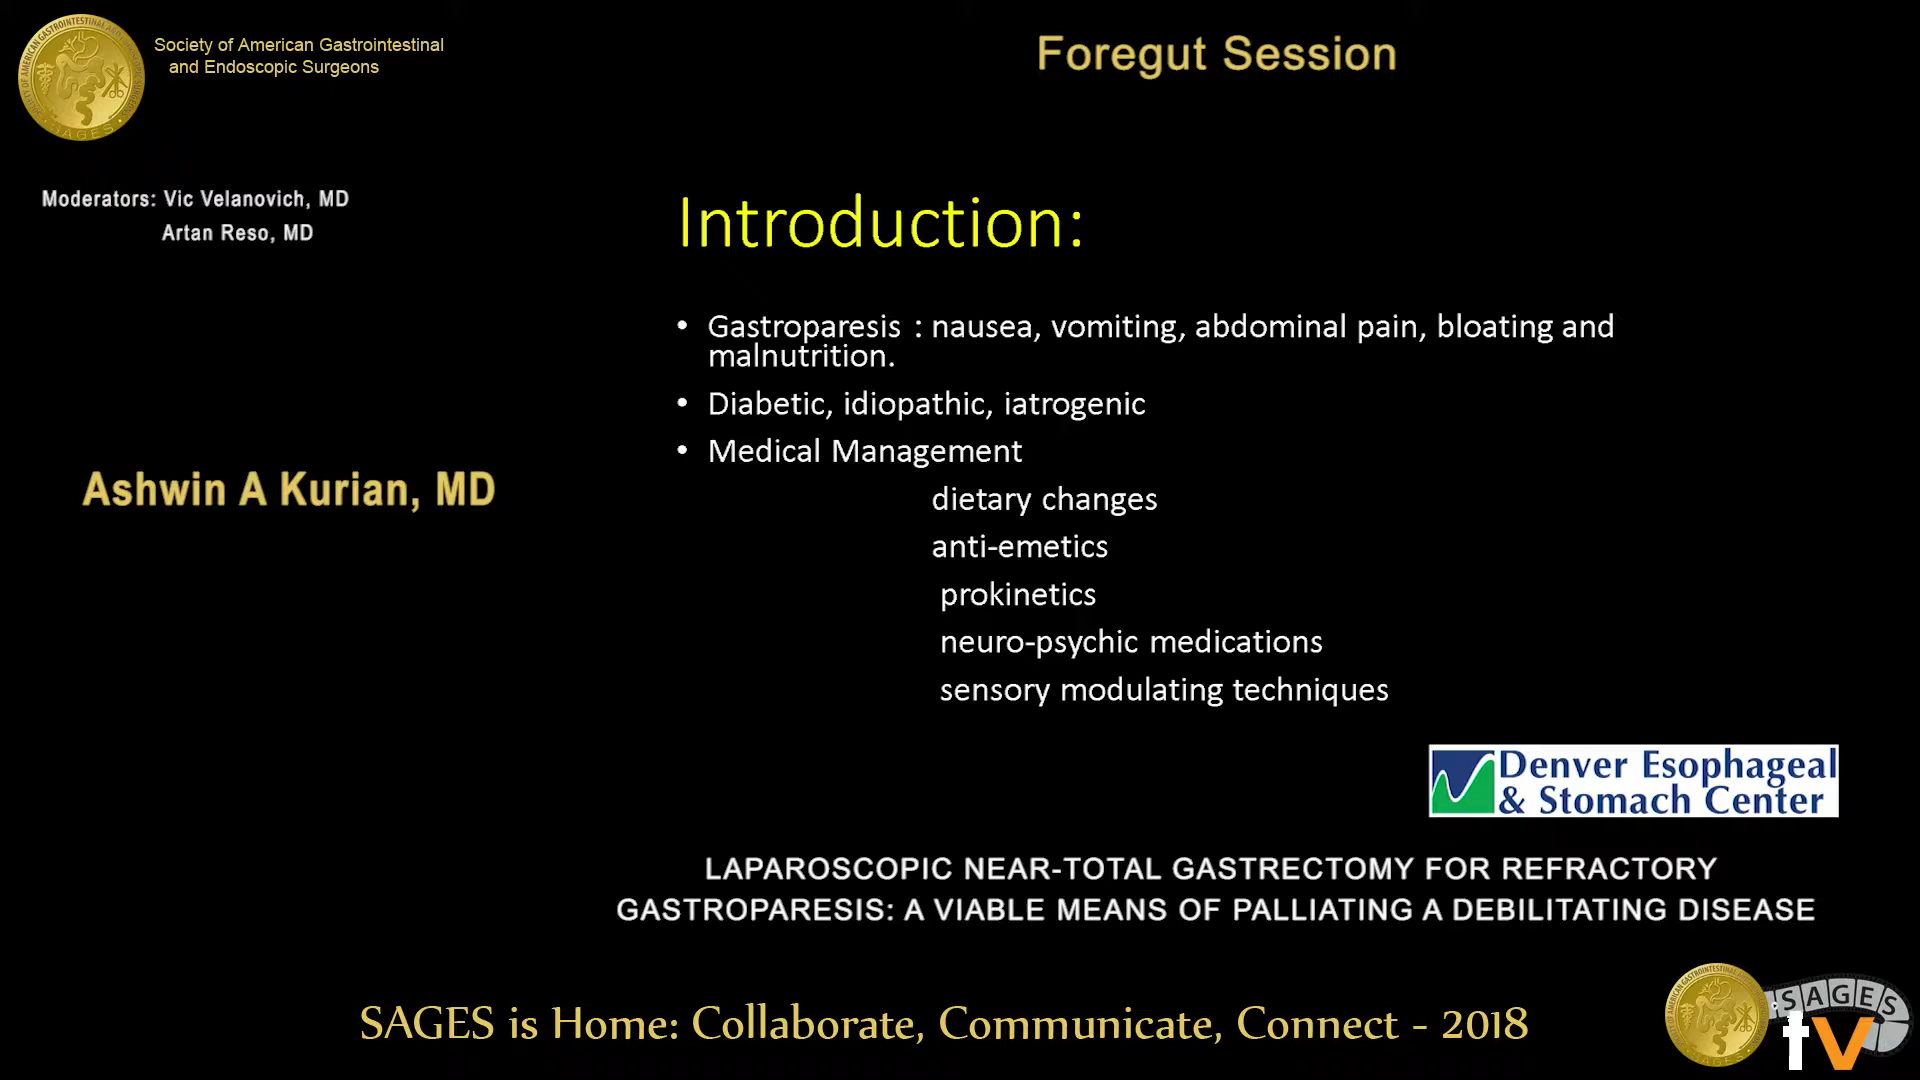 Society of American Gastrointestinal
and Endoscopic Surgeons
Foregut Session
Moderators: Vic Velanovich, MD
Artan Reso, MD
Introduction:
• Gastroparesis : nausea, vomiting, abdominal pain, bloating and
malnutrition.
• Diabetic, idiopathic, iatrogenic
• Medical Management
dietary changes
anti-emetics
prokinetics
neuro-psychic medications
sensory modulating techniques
Ashwin A Kurian, MD
Denver Esophageal
& Stomach Center
LAPAROSCOPIC NEAR-TOTAL GASTRECTOMY FOR REFRACTORY
GASTROPARESIS: A VIABLE MEANS OF PALLIATING A DEBILITATING DISEASE
SAGES is Home: Collaborate, Communicate, Connect - 2018
SAGES
tv